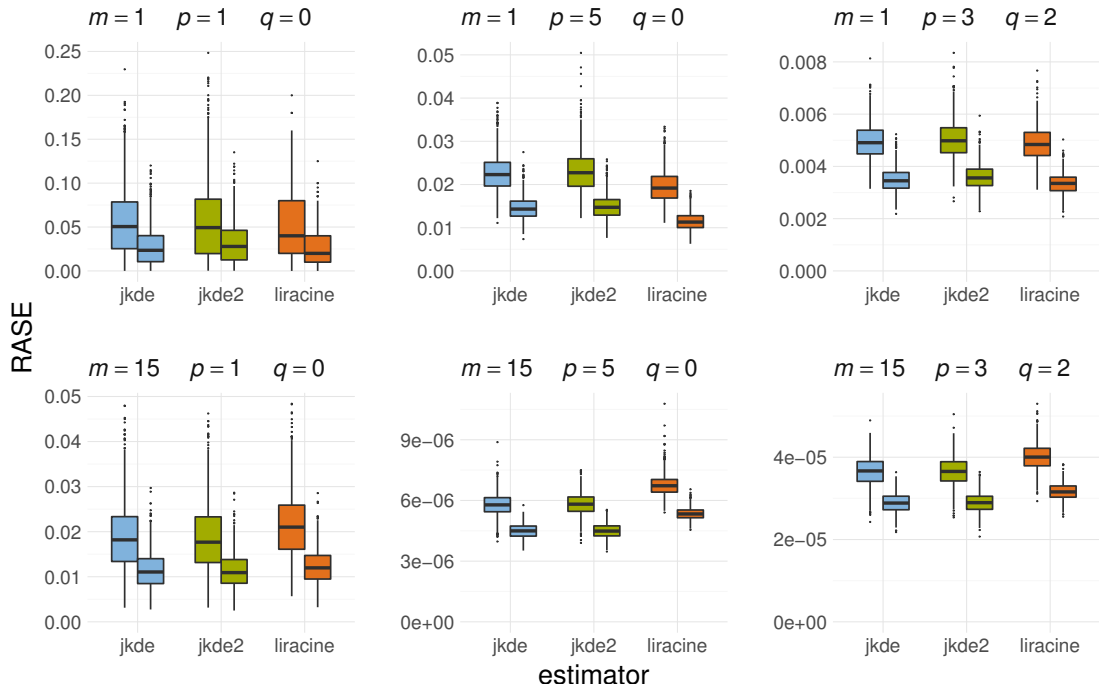 m = 1 p = 1 q = 0
0.25
0.20
0.15
0.10
0.05
0.00
jkde jkde2 liracine
m = 1 p = 5 q = 0
0.05
0.04
0.03
0.02
0.01
0.00
jkde jkde2 liracine
m = 1 p = 3 q = 2
0.008
0.006
0.004
0.002
0.000
jkde jkde2 liracine
RASE
m = 15 p = 1 q = 0
0.05
0.04
0.03
0.02
0.01
0.00
jkde jkde2 liracine
m = 15 p = 5 q = 0
9e−06
6e−06
3e−06
0e+00
jkde jkde2 liracine
m = 15 p = 3 q = 2
4e−05
2e−05
0e+00
jkde jkde2 liracine
estimator